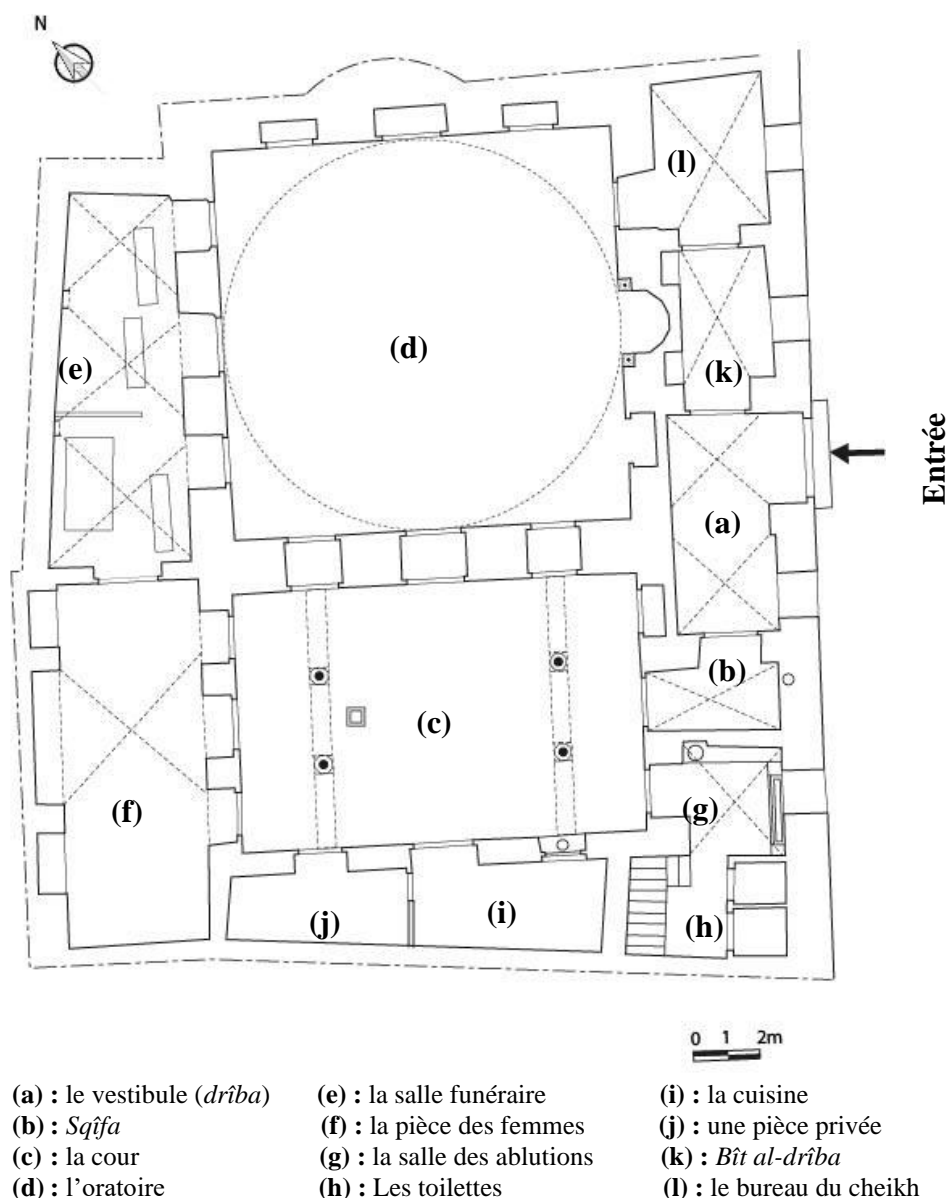 N
(l)
(d)
(e)
(k)
Entrée
(a)
(b)
(c)
(g)
(f)
(i)
(j)
(h)
0 1 2m
(a) : le vestibule (drîba)
(b) : Sqîfa
(c) : la cour
(d) : l’oratoire
(e) : la salle funéraire
(f) : la pièce des femmes
(g) : la salle des ablutions
(h) : Les toilettes
(i) : la cuisine
(j) : une pièce privée
(k) : Bît al-drîba
(l) : le bureau du cheikh